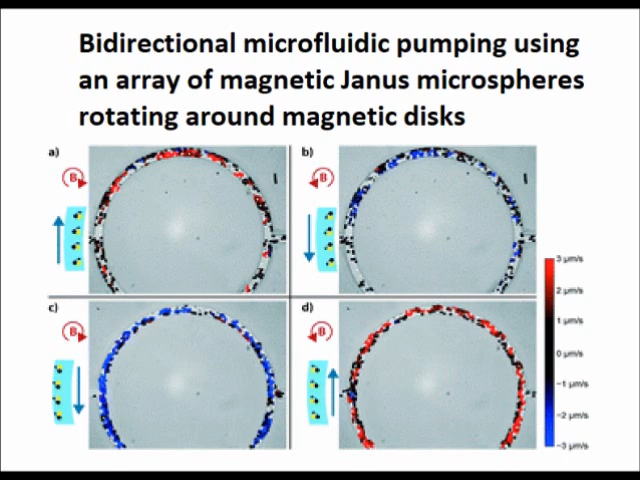 Bidirectional microfluidic pumping using
an array of magnetic Janus microspheres
rotating around magnetic disks
a)
b)
B
B
c)
d)
B
B
3 µm/s
2 µm/s
1 µm/s
0 µm/s
−1 µm/s
−2 µm/s
−3 µm/s